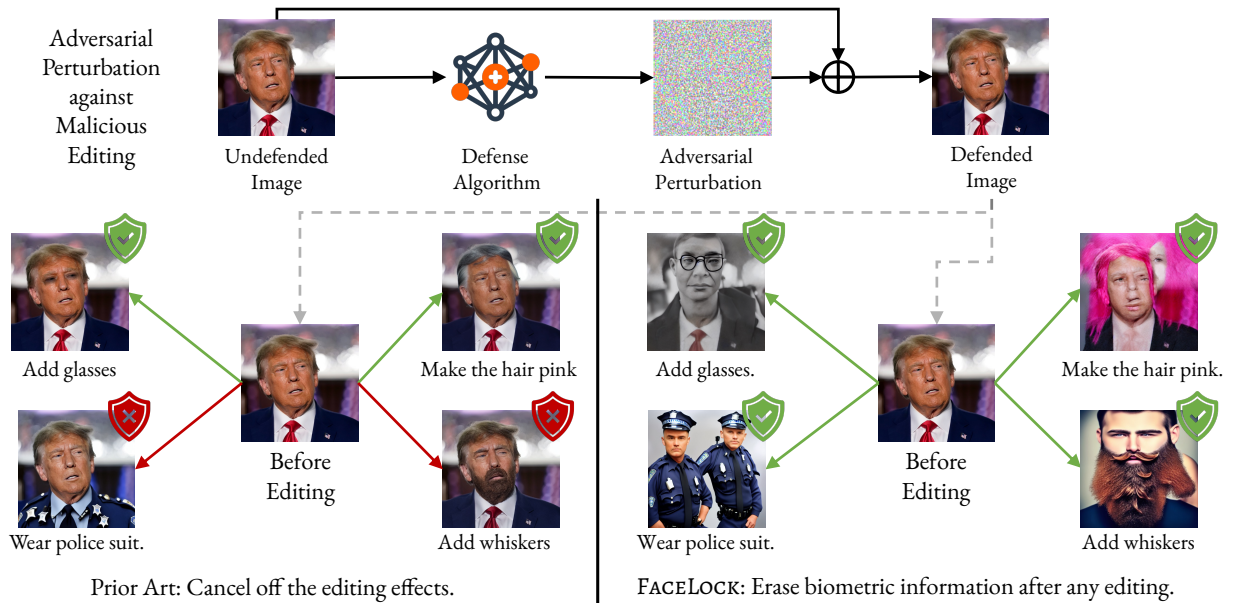 Adversarial
Perturbation
against
Malicious
Editing
Undefended
Image
Defense
Algorithm
Adversarial
Perturbation
Defended
Image
Add glasses
Make the hair pink
Before
Editing
Wear police suit.
Add whiskers
Prior Art: Cancel off the editing effects.
Add glasses.
Make the hair pink.
Before
Editing
Wear police suit.
Add whiskers
FACELOCK: Erase biometric information after any editing.